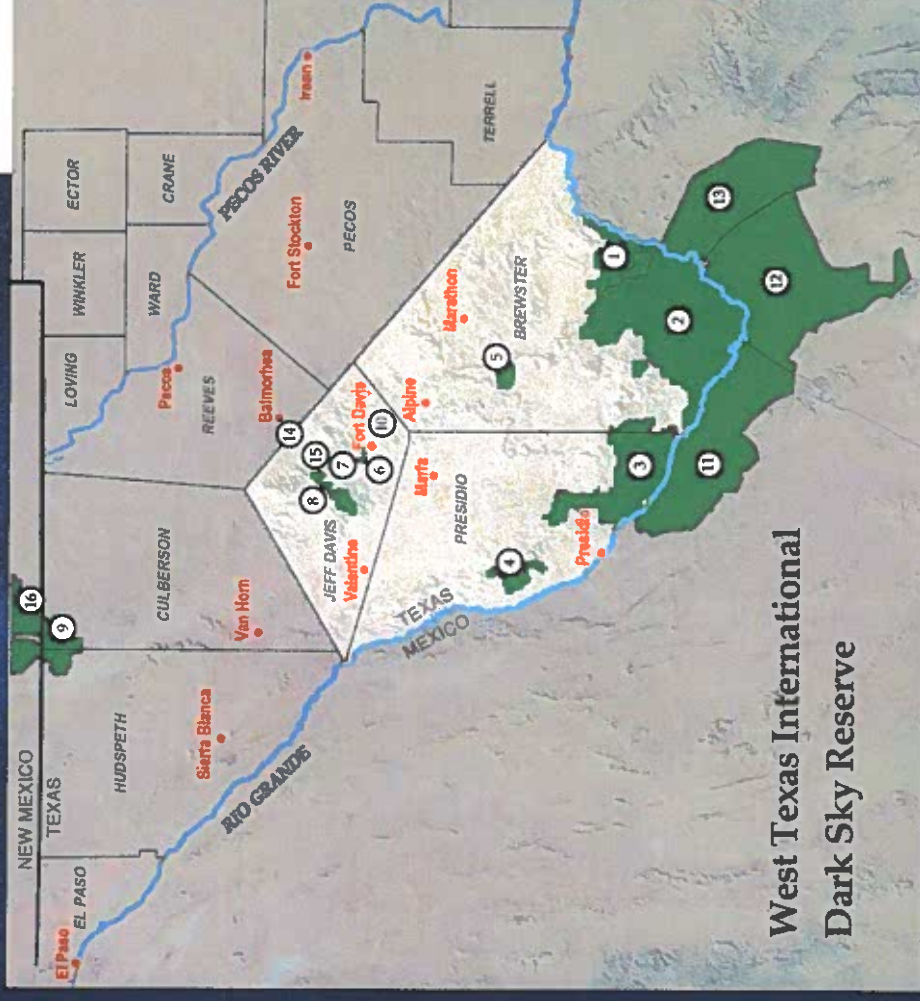 NEW MEXICO
TEXAS
El Paso
EL PASO
HUDSPETH
Sierra Blanca
RIO GRANDE
16
9
CULBERSON
Van Horn
LOVING
WINKLER
ECTOR
WARD
CRANE
Pecos
REEVES
Balmorhea
PECOS RIVER
Iraan
Fort Stockton
PECOS
TERRELL
14
15
8
7
6
10
Fort Davis
JEFF DAVIS
Valentine
Marfa
Alpine
Marathon
PRESIDIO
BREWSTER
5
4
Presidio
TEXAS
MEXICO
1
2
3
11
12
13
West Texas International
Dark Sky Reserve